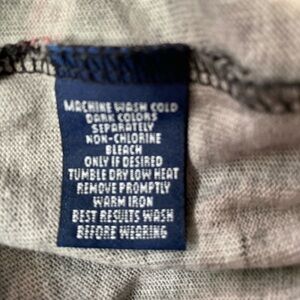 MACHINE WASH COLD
DARK COLORS
SEPARATELY
NON-CHLORINE
BLEACH
ONLY IF DESIRED
TUMBLE DRY LOW HEAT
REMOVE PROMPTLY
WARM IRON
BEST RESULTS WASH
BEFORE WEARING